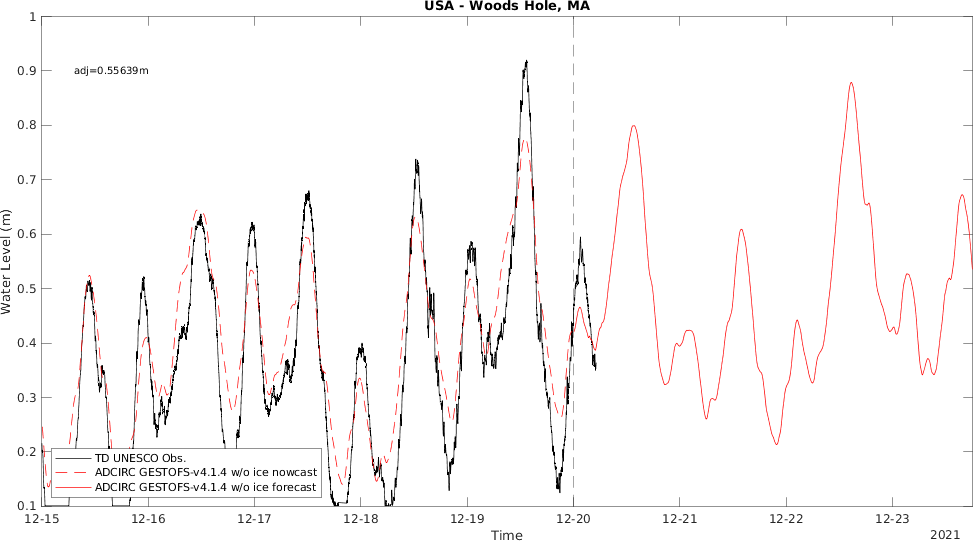 USA - Woods Hole, MA
adj=0.55639m
Water Level (m)
1
0.9
0.8
0.7
0.6
0.5
0.4
0.3
0.2
0.1
TD UNESCO Obs.
ADCIRC GESTOFS-v4.1.4 w/o ice nowcast
ADCIRC GESTOFS-v4.1.4 w/o ice forecast
12-15 12-16 12-17 12-18 12-19 12-20 12-21 12-22 12-23
Time
2021